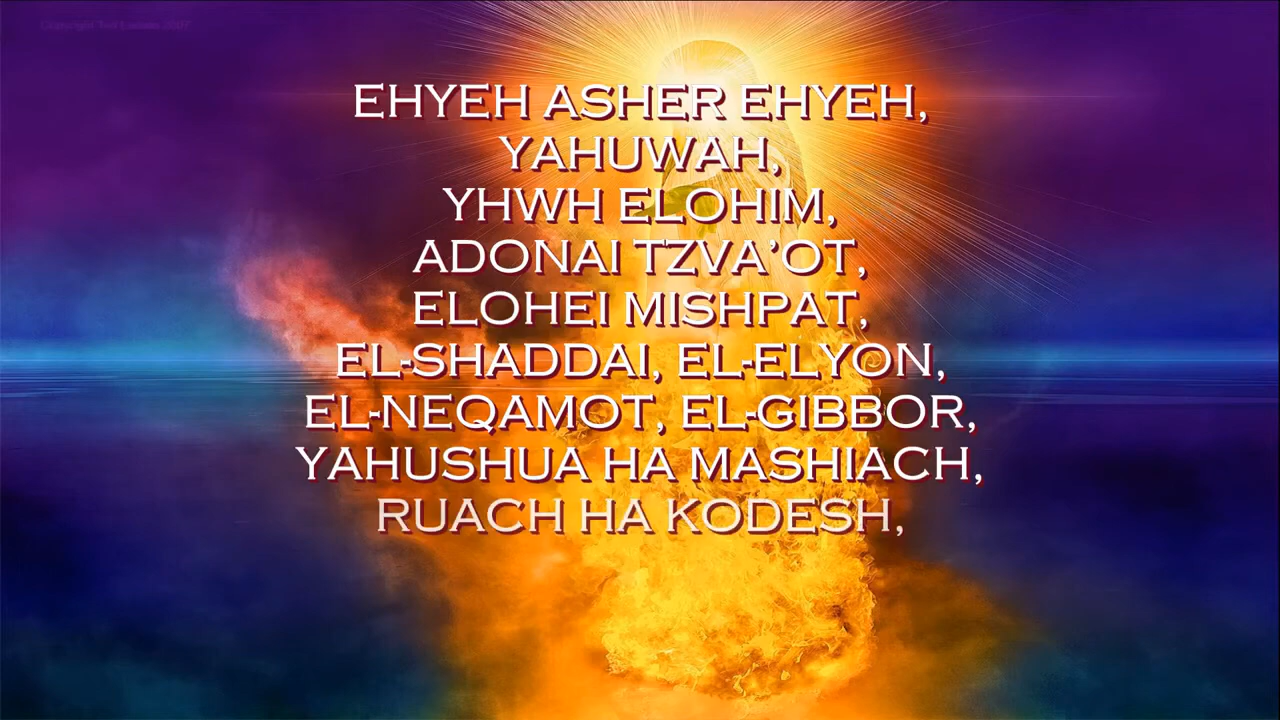 EHYEH ASHER EHYEH,
YAHUWAH,
YHWH ELOHIM,
ADONAI TZVA'OT,
ELOHEI MISHPAT,
EL-SHADDAI, EL-ELYON,
EL-NEQAMOT, EL-GIBBOR,
YAHUSHUA HA MASHIACH,
RUACH HA KODESH,